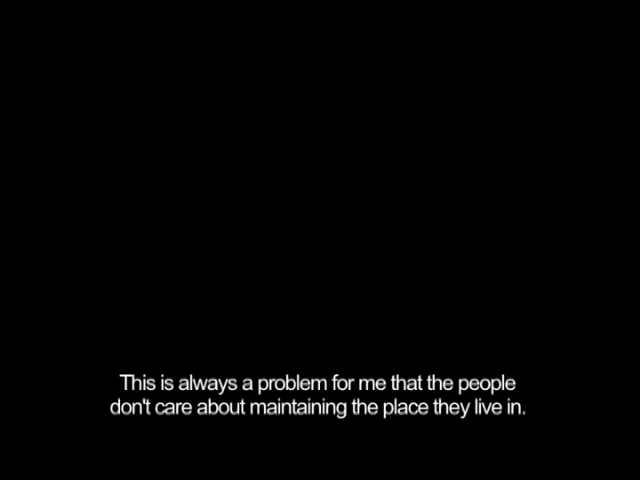 This is always a problem for me that the people
don't care about maintaining the place they live in.